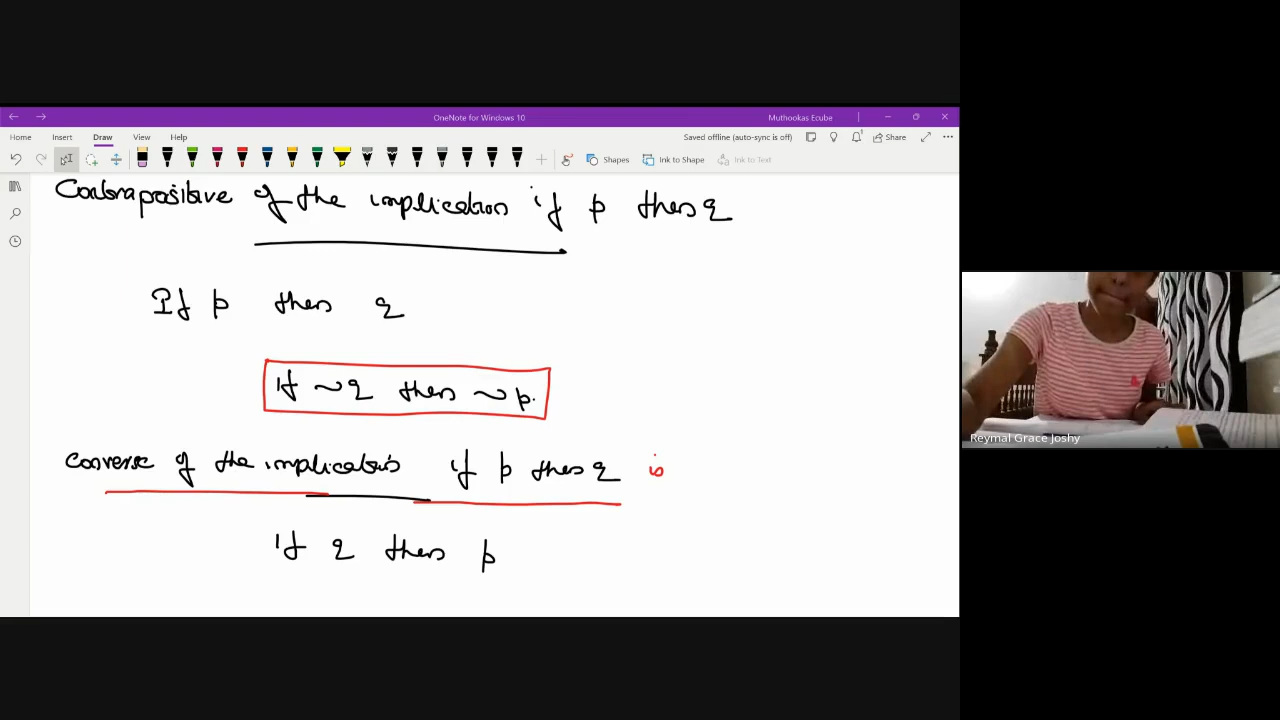 OneNote for Windows 10
Muthookas Ecube
Home Insert Draw View Help
Saved offline (auto-sync is off)
Share
Shapes
Ink to Shape
Ink to Text
Contrapositive of the implication if p then q
If p then q
If ~q then ~p.
Converse of the implication if p then q is
If q then p
Reymal Grace Joshy